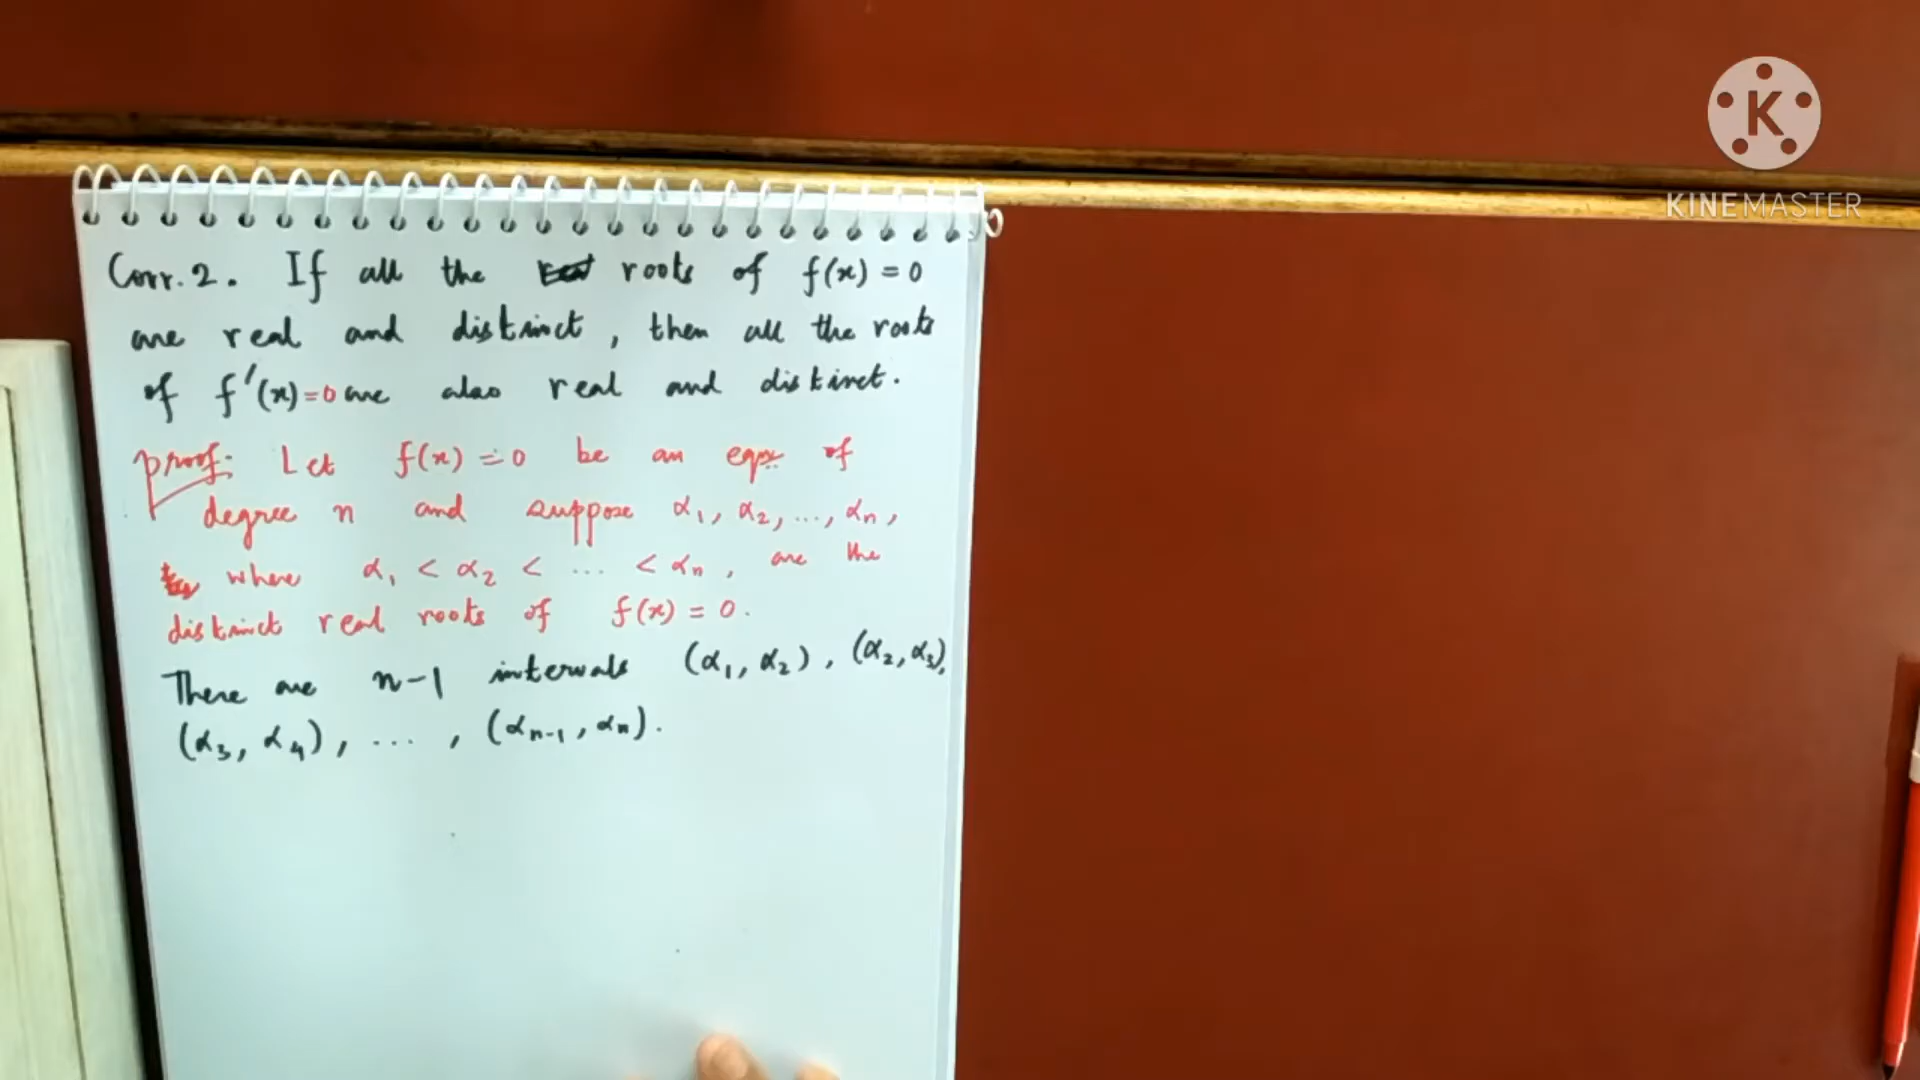 K
KINEMASTER
Corr. 2. If all the roots of f(x) = 0
are real and distinct, then all the roots
of f'(x)=0 are also real and distinct.
proof: Let f(x) = 0 be an eqn of
degree n and suppose α₁, α₂, ..., αₙ,
where α₁ < α₂ < ... < αₙ, are the
distinct real roots of f(x) = 0.
There are n-1 intervals (α₁, α₂), (α₂, α₃),
(α₃, α₄), ... , (αₙ₋₁, αₙ).